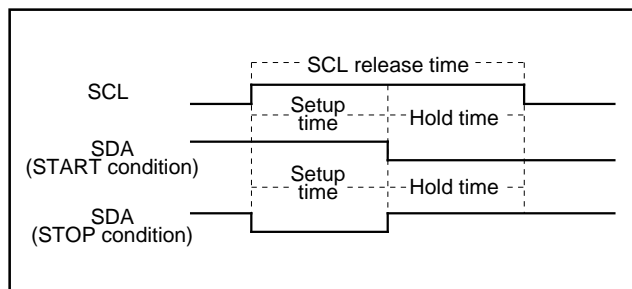 SCL release time
SCL
Setup
time
Hold time
SDA
(START condition)
Setup
time
Hold time
SDA
(STOP condition)